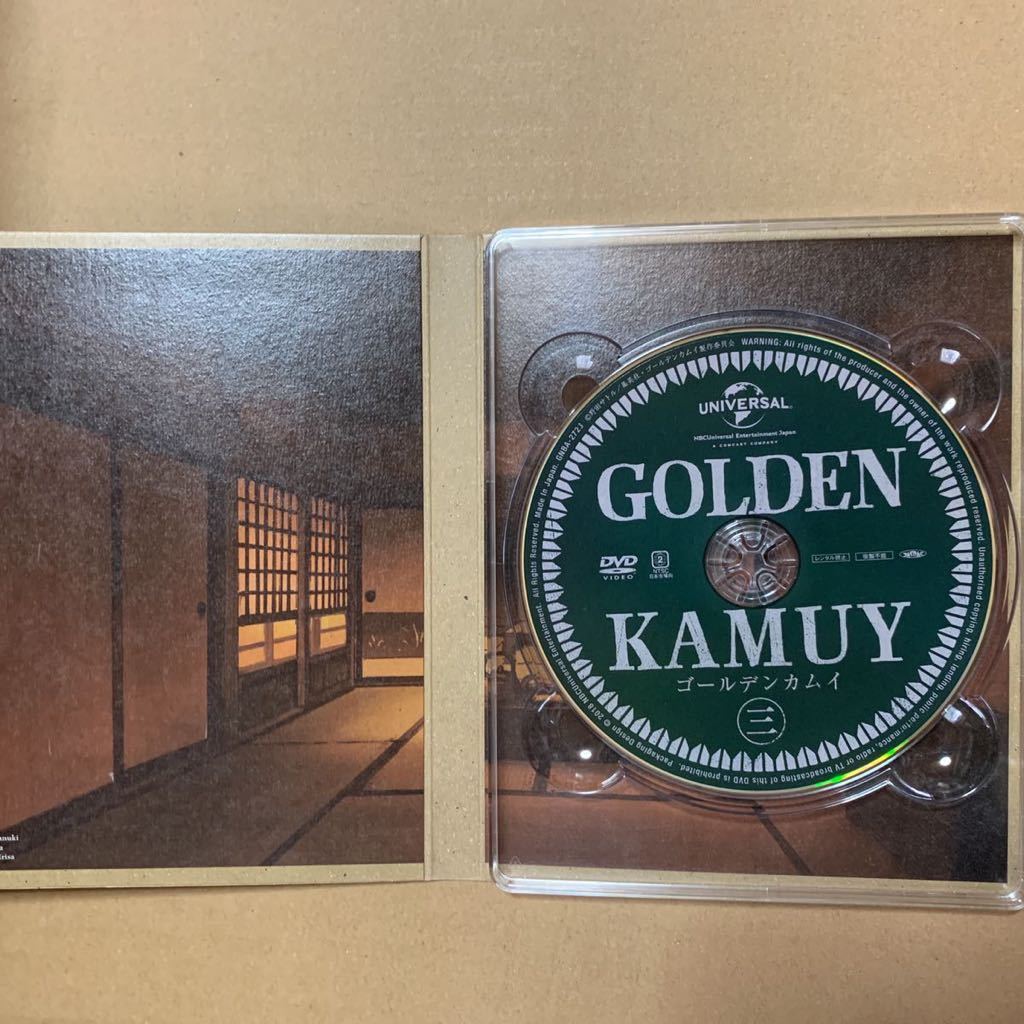 anuki
a
risa
©野田サトル／集英社・ゴールデンカムイ製作委員会 WARNING: All rights of the producer and the owner of the work reproduced reserved. Unauthorised copying, hiring, lending, public performance, radio or TV broadcasting of this DVD is prohibited. Packaging Design © 2018 NBCUniversal Entertainment. All Rights Reserved. Made in Japan. GNBA-2723
UNIVERSAL
NBCUniversal Entertainment Japan
A COMCAST COMPANY
GOLDEN
DVD
VIDEO
2
NTSC
日本市場向
レンタル禁止
複製不能
KAMUY
ゴールデンカムイ
三